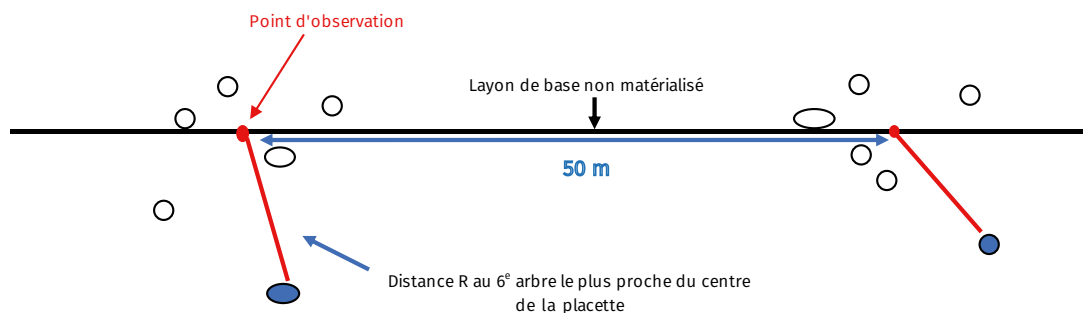 Point d'observation
Layon de base non matérialisé
50 m
Distance R au 6e arbre le plus proche du centre
de la placette